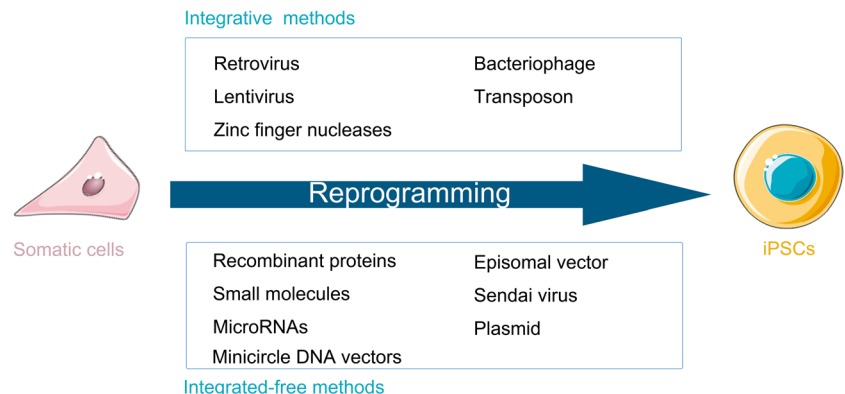 Integrative methods
Retrovirus
Bacteriophage
Lentivirus
Transposon
Zinc finger nucleases
Reprogramming
Somatic cells
iPSCs
Recombinant proteins
Episomal vector
Small molecules
Sendai virus
MicroRNAs
Plasmid
Minicircle DNA vectors
Integrated-free methods